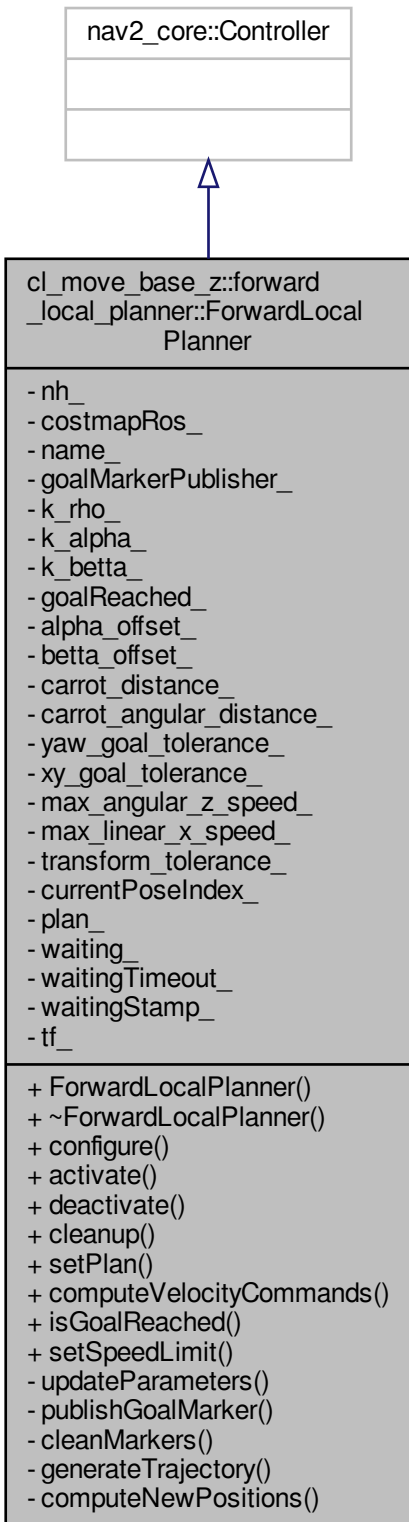 nav2_core::Controller
cl_move_base_z::forward
_local_planner::ForwardLocal
Planner
- nh_
- costmapRos_
- name_
- goalMarkerPublisher_
- k_rho_
- k_alpha_
- k_betta_
- goalReached_
- alpha_offset_
- betta_offset_
- carrot_distance_
- carrot_angular_distance_
- yaw_goal_tolerance_
- xy_goal_tolerance_
- max_angular_z_speed_
- max_linear_x_speed_
- transform_tolerance_
- currentPoseIndex_
- plan_
- waiting_
- waitingTimeout_
- waitingStamp_
- tf_
+ ForwardLocalPlanner()
+ ~ForwardLocalPlanner()
+ configure()
+ activate()
+ deactivate()
+ cleanup()
+ setPlan()
+ computeVelocityCommands()
+ isGoalReached()
+ setSpeedLimit()
- updateParameters()
- publishGoalMarker()
- cleanMarkers()
- generateTrajectory()
- computeNewPositions()